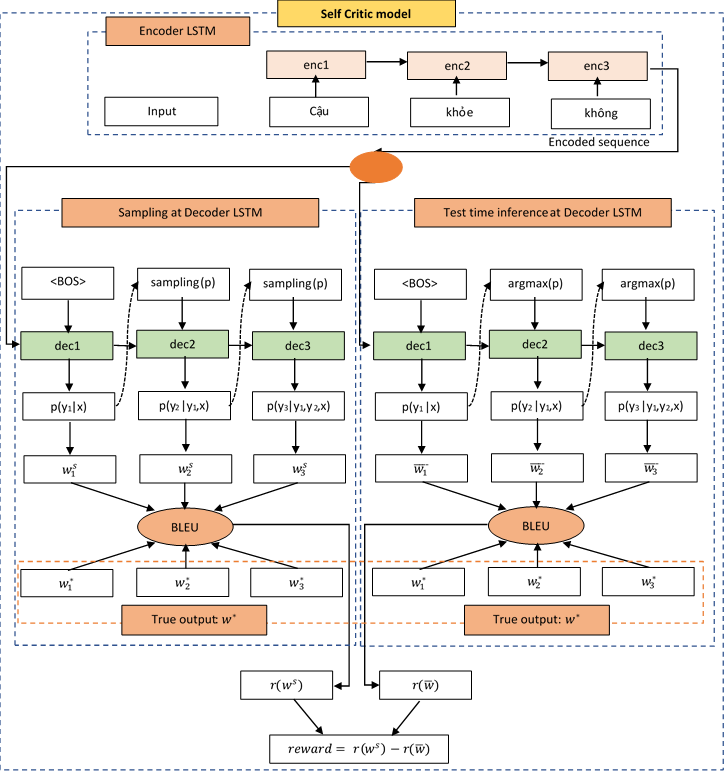 Self Critic model
Encoder LSTM
enc1 enc2 enc3
Input Cậu khỏe không
Encoded sequence
Sampling at Decoder LSTM Test time inference at Decoder LSTM
<BOS> sampling(p) sampling(p) <BOS> argmax(p) argmax(p)
dec1 dec2 dec3 dec1 dec2 dec3
p(y₁|x) p(y₂|y₁,x) p(y₃|y₁,y₂,x) p(y₁|x) p(y₂|y₁,x) p(y₃|y₁,y₂,x)
w₁ˢ w₂ˢ w₃ˢ w̅₁ w̅₂ w̅₃
BLEU BLEU
w₁* w₂* w₃* w₁* w₂* w₃*
True output: w* True output: w*
r(wˢ) r(w̅)
reward = r(wˢ) − r(w̅)